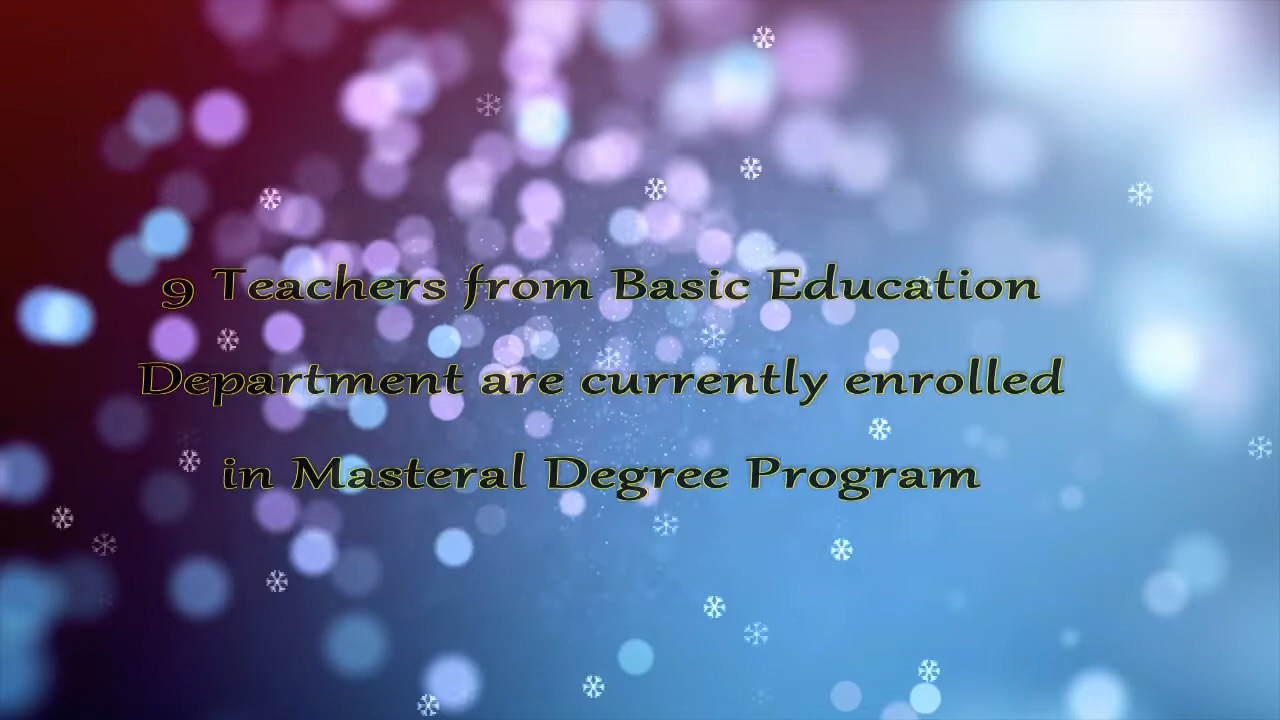 9 Teachers from Basic Education
Department are currently enrolled
in Masteral Degree Program